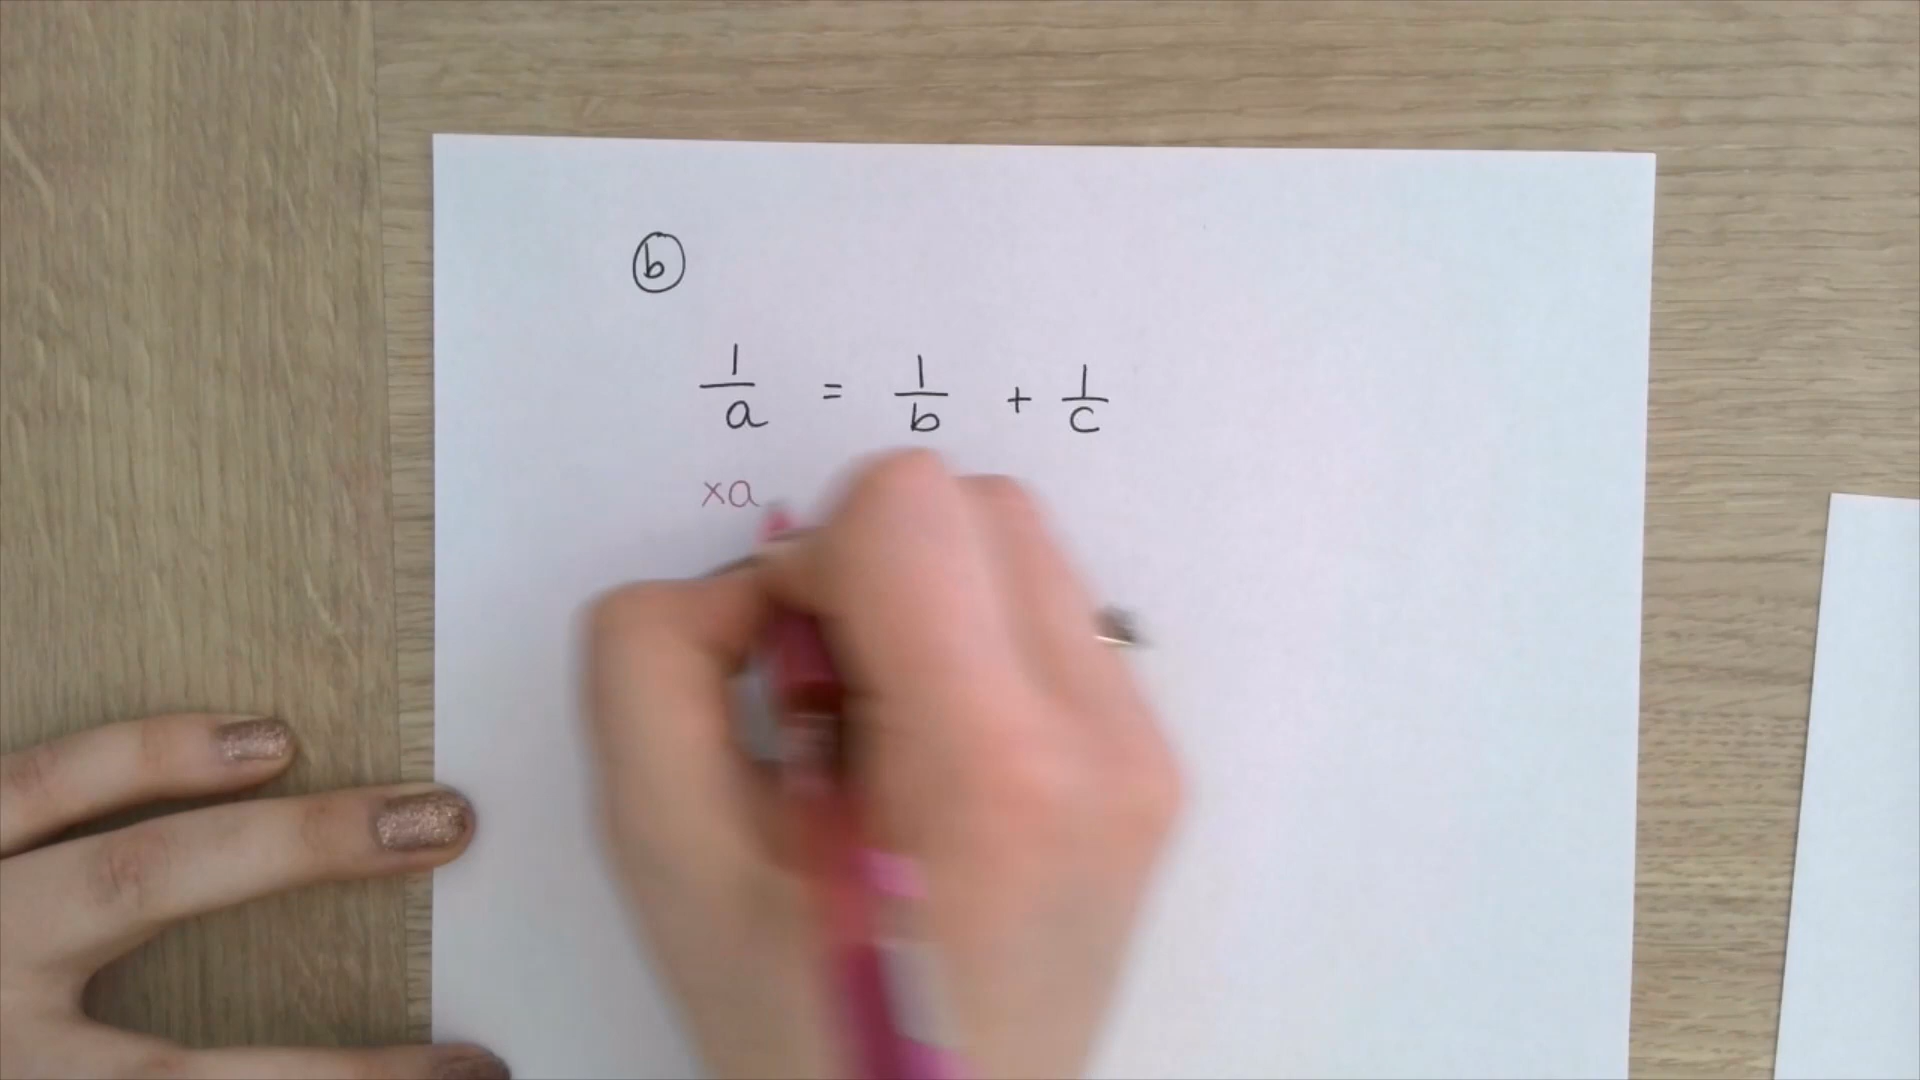 b
1/a = 1/b + 1/c
×a